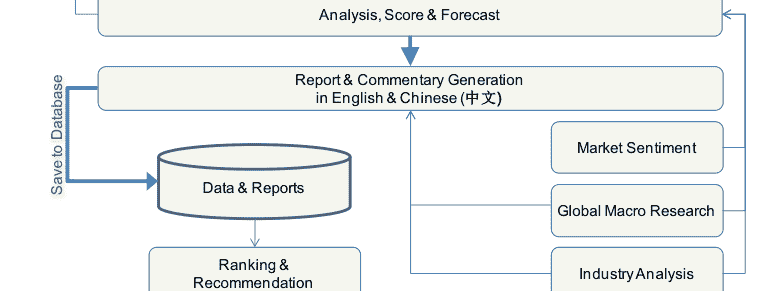 Analysis, Score & Forecast
Report & Commentary Generation
in English & Chinese (中文)
Save to Database
Market Sentiment
Data & Reports
Global Macro Research
Ranking &
Recommendation
Industry Analysis